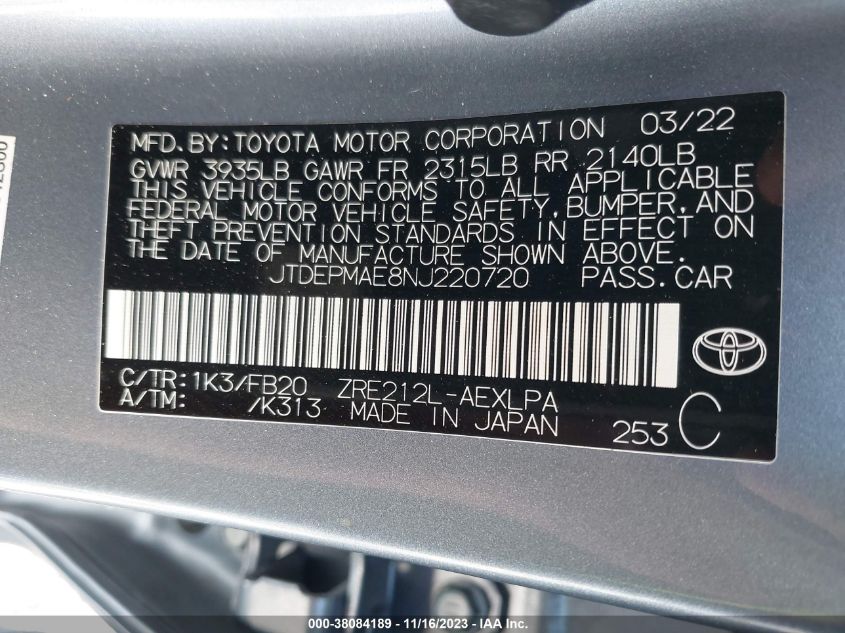 MFD.BY:TOYOTA MOTOR CORPORATION 03/22
GVWR 3935LB GAWR FR 2315LB RR 2140LB
THIS VEHICLE CONFORMS TO ALL APPLICABLE
FEDERAL MOTOR VEHICLE SAFETY,BUMPER,AND
THEFT PREVENTION STANDARDS IN EFFECT ON
THE DATE OF MANUFACTURE SHOWN ABOVE.
JTDEPMAE8NJ220720 PASS.CAR
C/TR:1K3/FB20 ZRE212L-AEXLPA
A/TM: /K313 MADE IN JAPAN 253 C
000-38084189 - 11/16/2023 - IAA Inc.